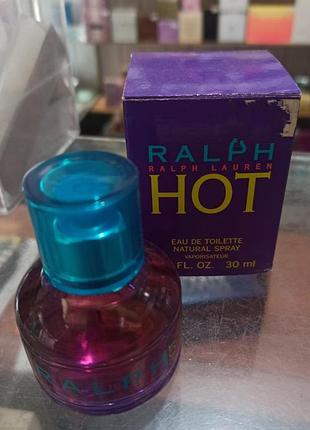 RALPH
RALPH LAUREN
HOT
EAU DE TOILETTE
NATURAL SPRAY
VAPORISATEUR
FL. OZ. 30 ml
RALPH